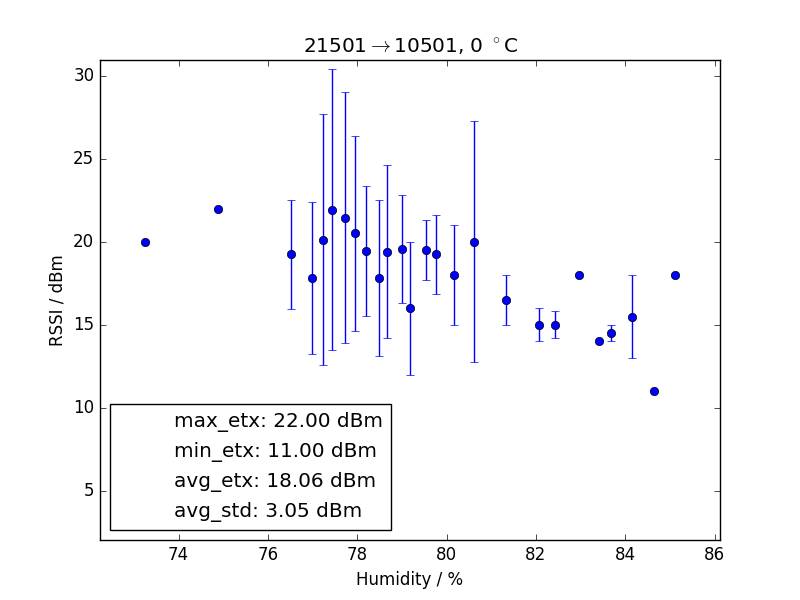 21501→10501, 0 °C
30
25
20
15
10
5
RSSI / dBm
max_etx: 22.00 dBm
min_etx: 11.00 dBm
avg_etx: 18.06 dBm
avg_std: 3.05 dBm
74 76 78 80 82 84 86
Humidity / %